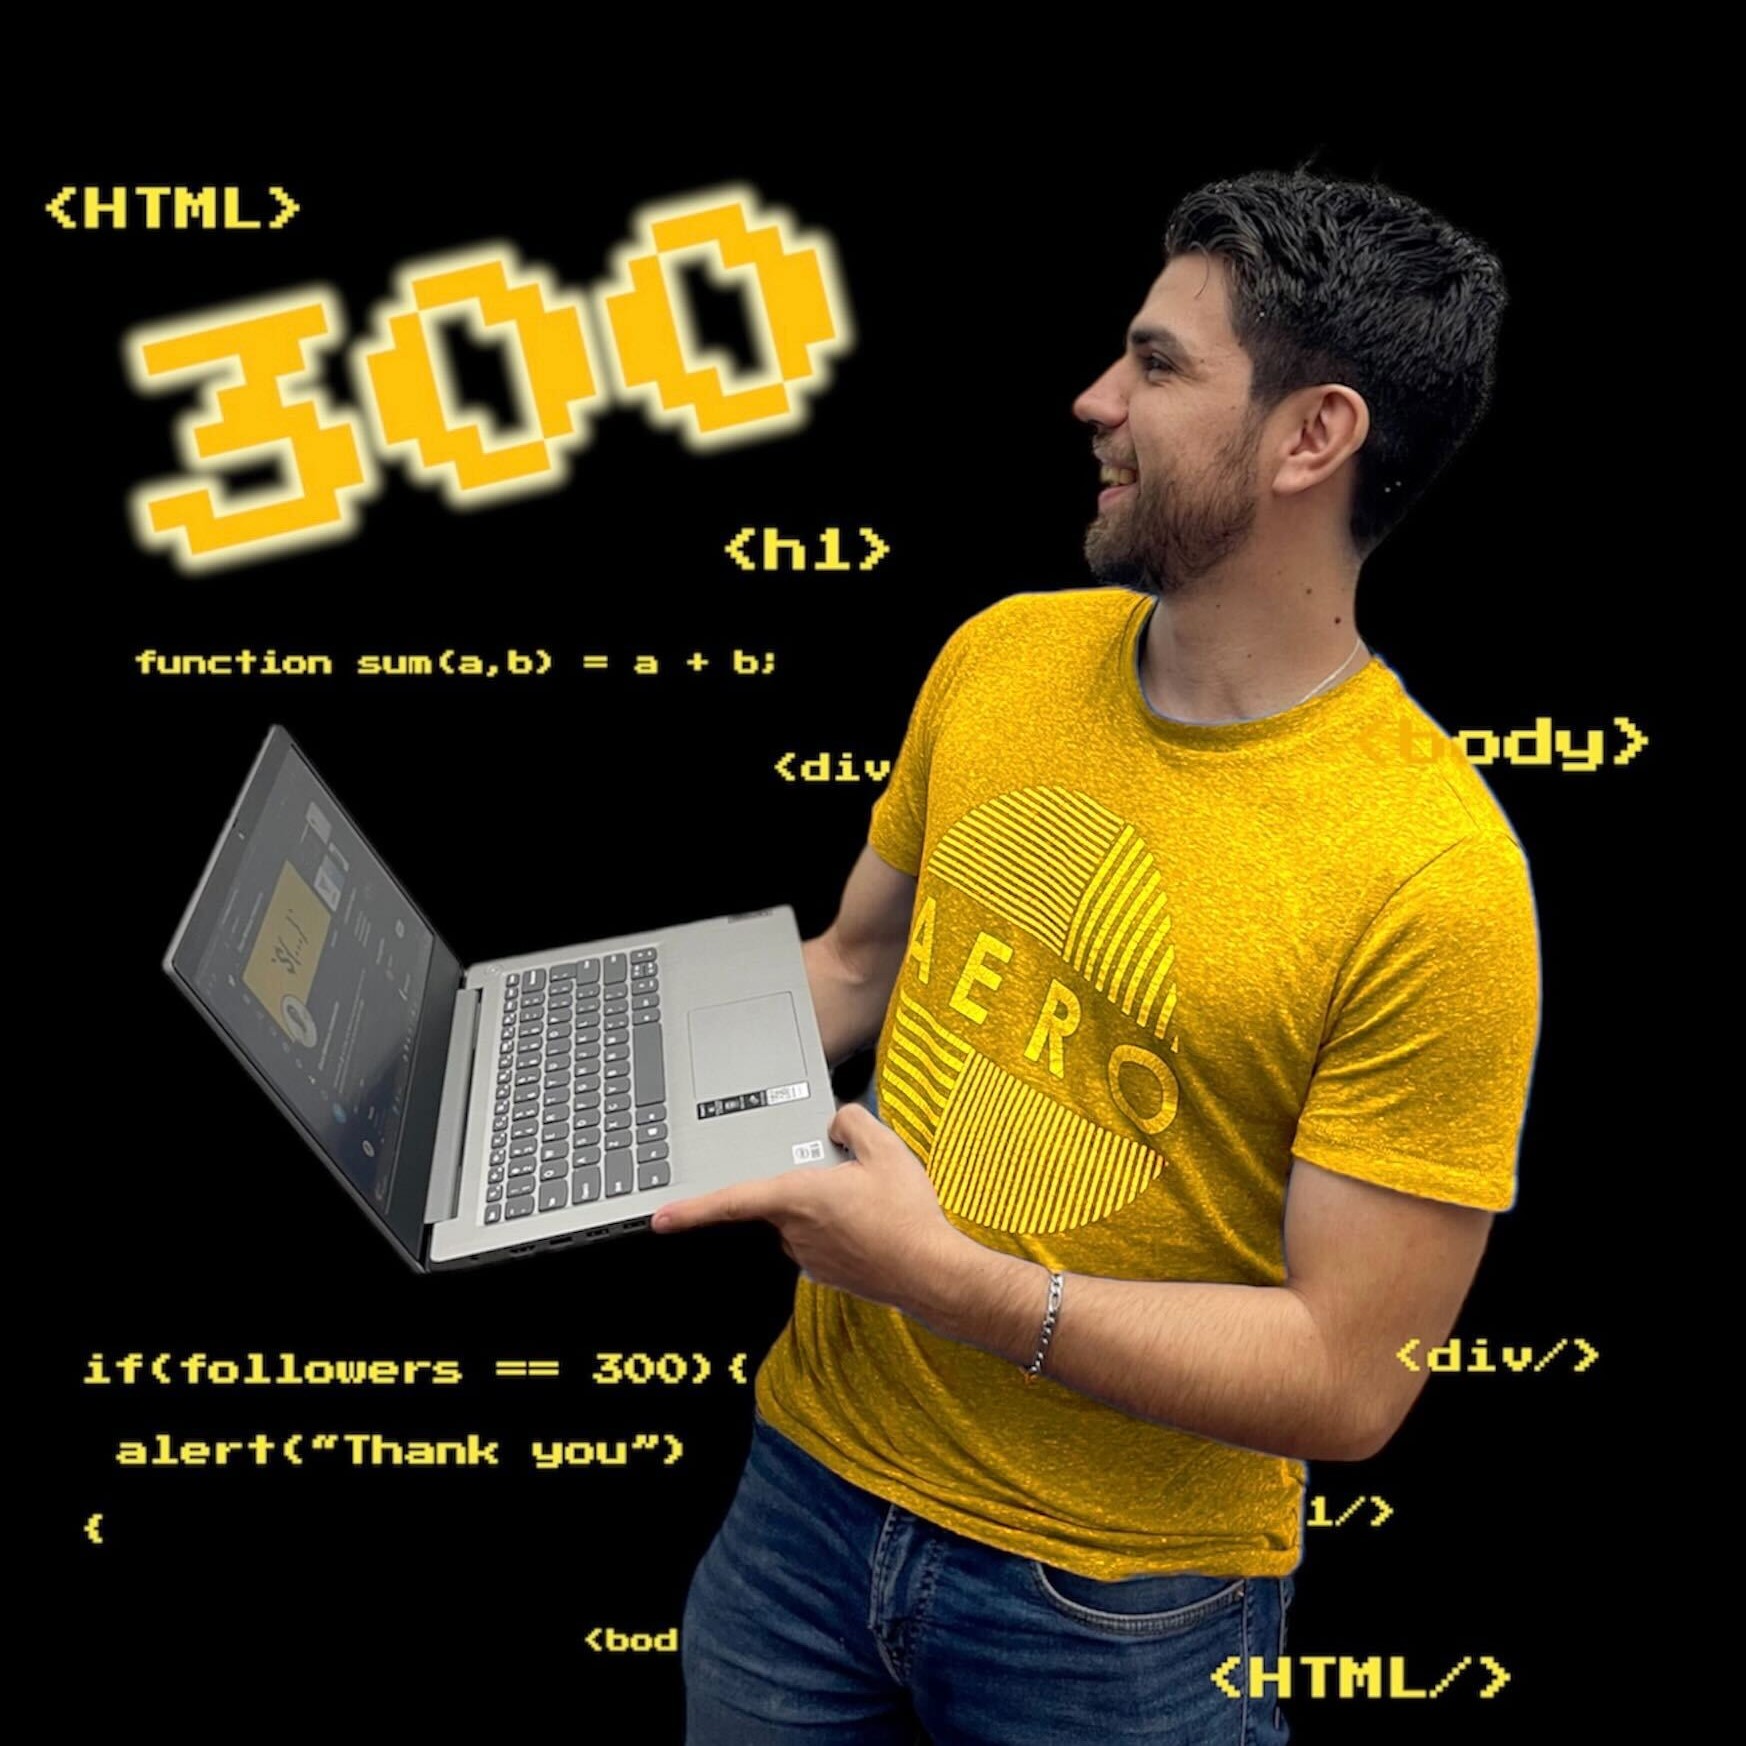 <HTML>
300
<h1>
function sum(a,b) = a + b;
<body>
<div
AERO
if(followers == 300){
<div/>
alert("Thank you")
1/>
{
<bod
<HTML/>